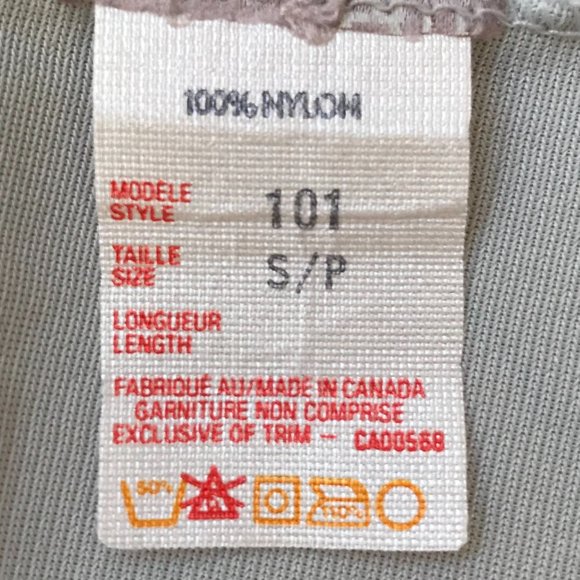 100% NYLON
MODÈLE
STYLE 101
TAILLE
SIZE S/P
LONGUEUR
LENGTH
FABRIQUÉ AU/MADE IN CANADA
GARNITURE NON COMPRISE
EXCLUSIVE OF TRIM - CA00568
50°